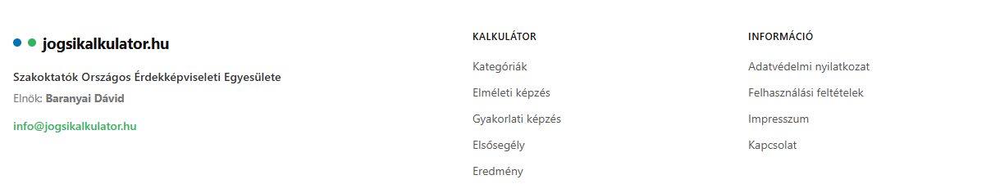 jogsikalkulator.hu
Szakoktatók Országos Érdekképviseleti Egyesülete
Elnök: Baranyai Dávid
info@jogsikalkulator.hu
KALKULÁTOR
Kategóriák
Elméleti képzés
Gyakorlati képzés
Elsősegély
Eredmény
INFORMÁCIÓ
Adatvédelmi nyilatkozat
Felhasználási feltételek
Impresszum
Kapcsolat